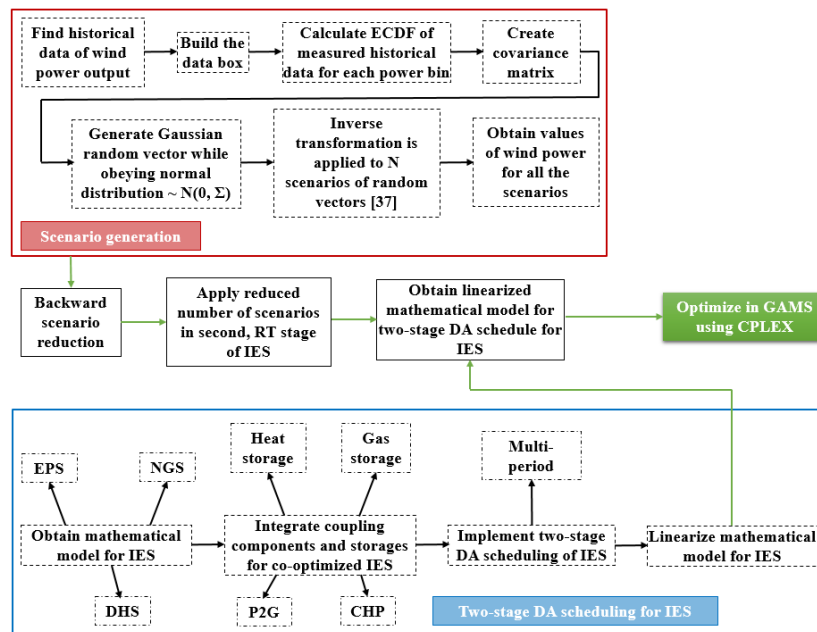 Find historical
data of wind
power output
Build the
data box
Calculate ECDF of
measured historical
data for each power bin
Create
covariance
matrix
Generate Gaussian
random vector while
obeying normal
distribution ~ N(0, Σ)
Inverse
transformation is
applied to N
scenarios of random
vectors [37]
Obtain values
of wind power
for all the
scenarios
Scenario generation
Backward
scenario
reduction
Apply reduced
number of scenarios
in second, RT stage
of IES
Obtain linearized
mathematical model for
two-stage DA schedule for
IES
Optimize in GAMS
using CPLEX
EPS
NGS
Heat
storage
Gas
storage
Multi-
period
Obtain mathematical
model for IES
Integrate coupling
components and storages
for co-optimized IES
Implement two-stage
DA scheduling of IES
Linearize mathematical
model for IES
DHS
P2G
CHP
Two-stage DA scheduling for IES